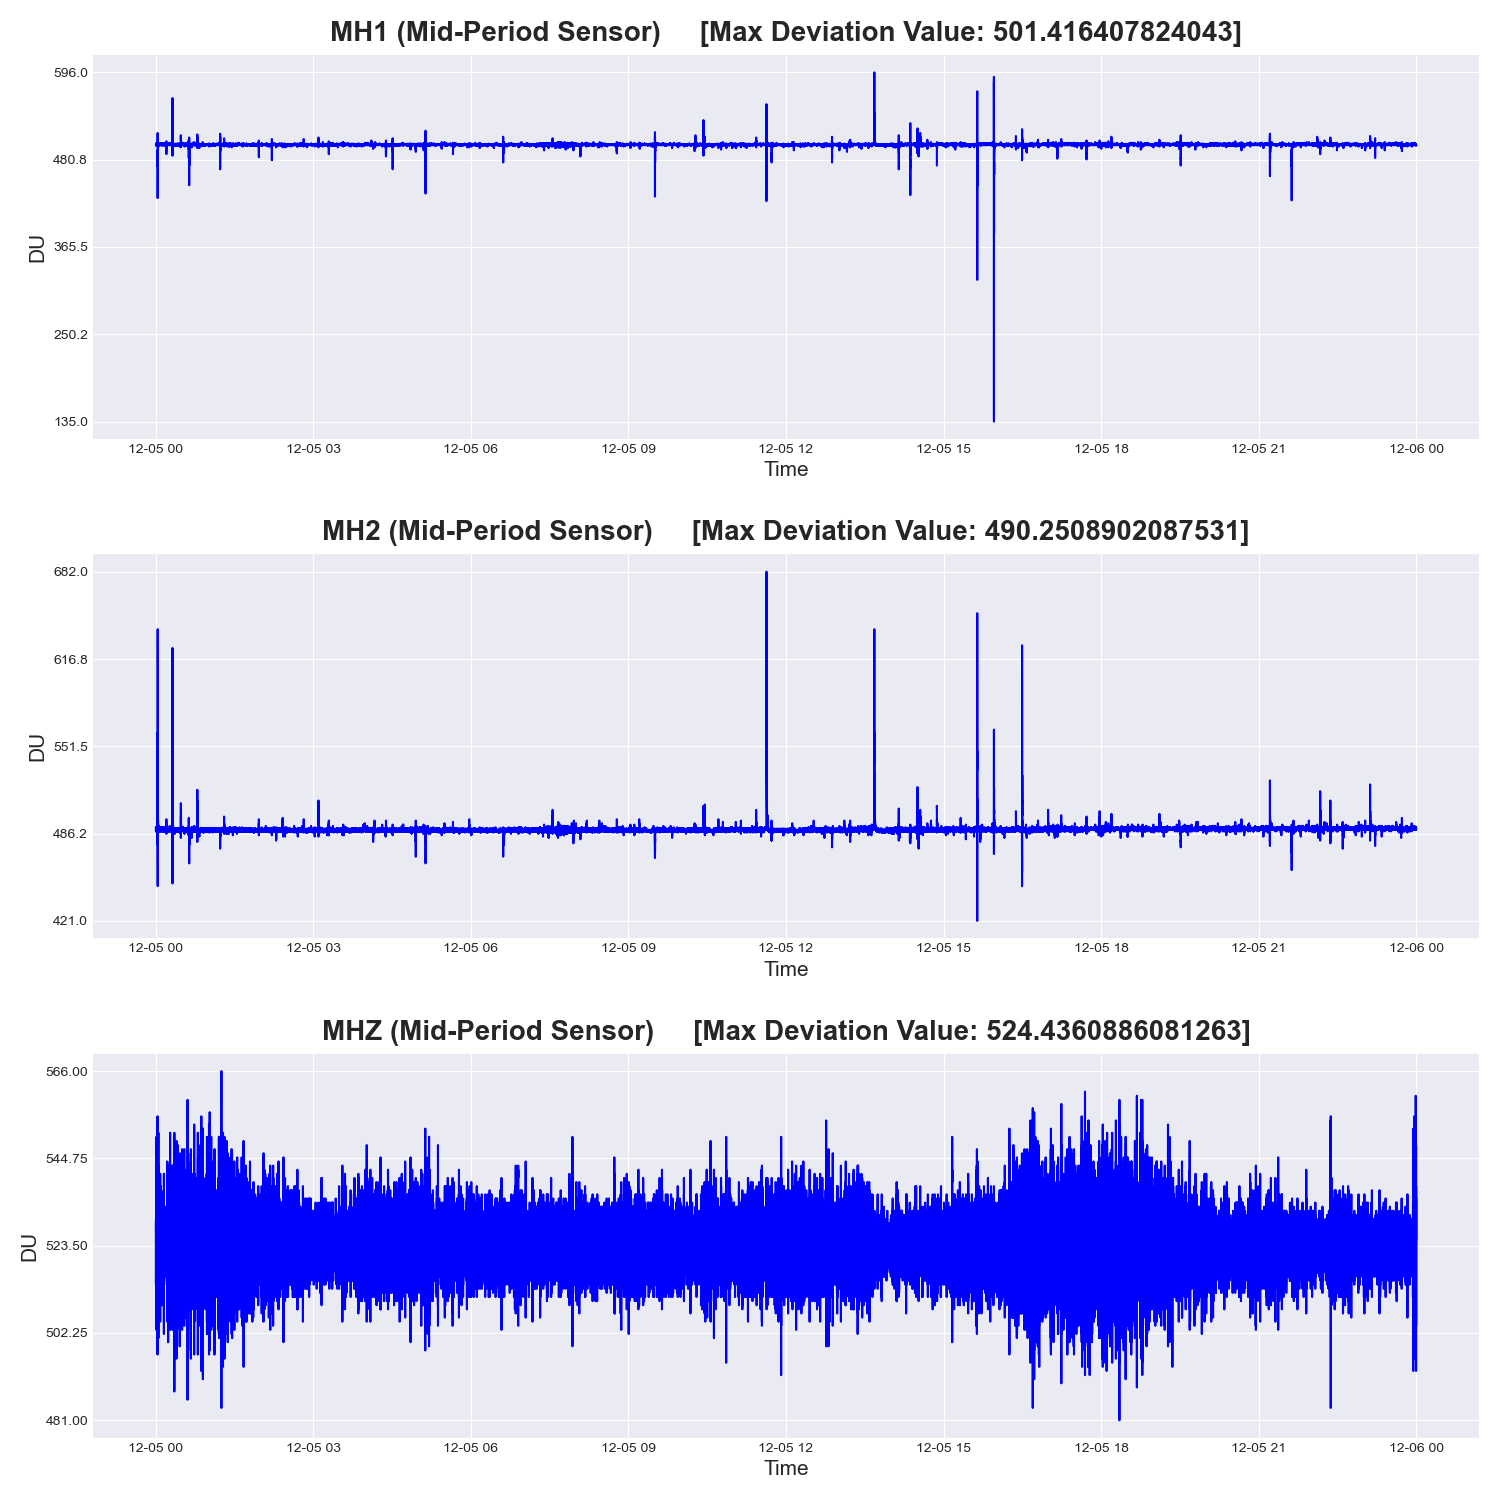 MH1 (Mid-Period Sensor) [Max Deviation Value: 501.416407824043]
596.0
480.8
365.5
250.2
135.0
DU
12-05 00 12-05 03 12-05 06 12-05 09 12-05 12 12-05 15 12-05 18 12-05 21 12-06 00
Time
MH2 (Mid-Period Sensor) [Max Deviation Value: 490.2508902087531]
682.0
616.8
551.5
486.2
421.0
DU
12-05 00 12-05 03 12-05 06 12-05 09 12-05 12 12-05 15 12-05 18 12-05 21 12-06 00
Time
MHZ (Mid-Period Sensor) [Max Deviation Value: 524.4360886081263]
566.00
544.75
523.50
502.25
481.00
DU
12-05 00 12-05 03 12-05 06 12-05 09 12-05 12 12-05 15 12-05 18 12-05 21 12-06 00
Time